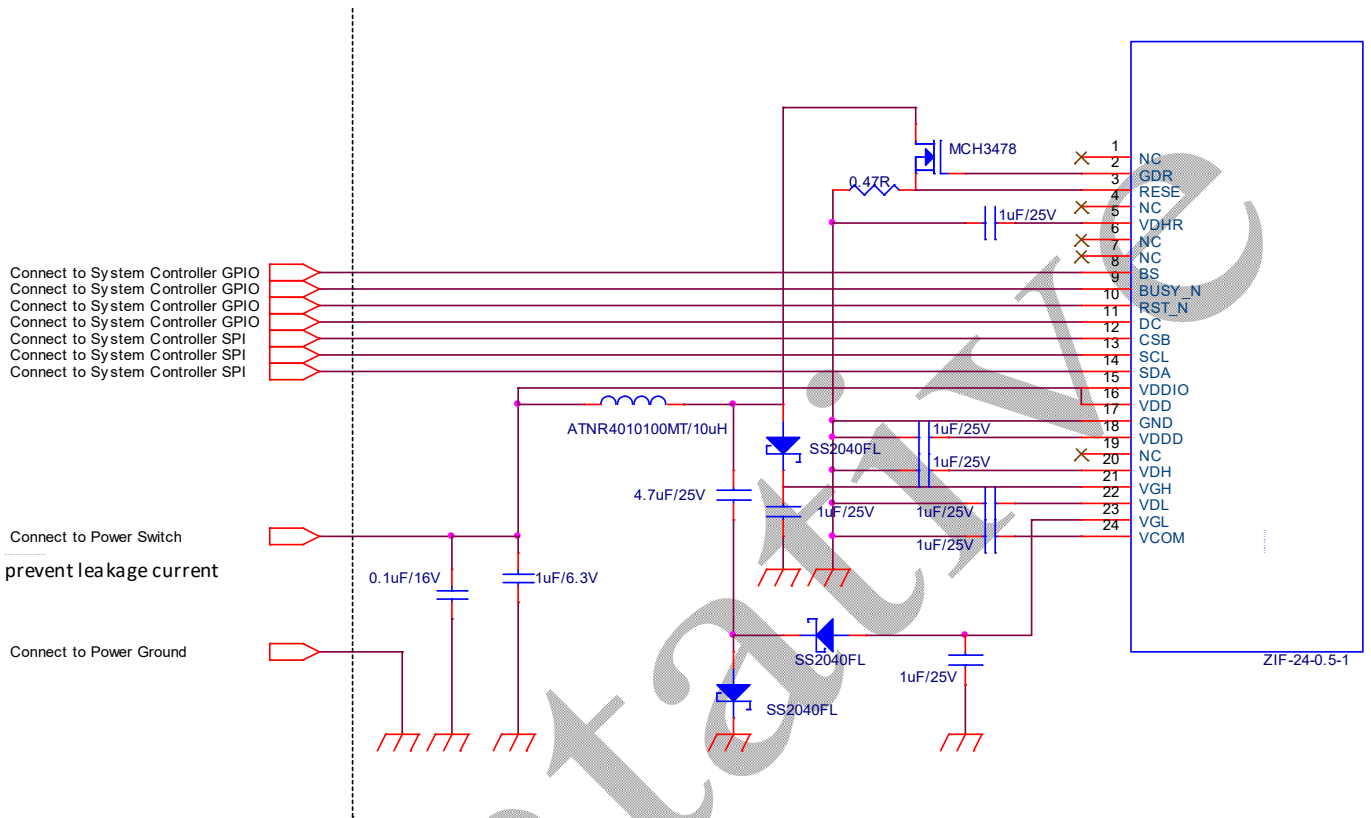 MCH3478
0.47R
1uF/25V
Connect to System Controller GPIO
Connect to System Controller GPIO
Connect to System Controller GPIO
Connect to System Controller GPIO
Connect to System Controller SPI
Connect to System Controller SPI
Connect to System Controller SPI
1 NC
2 GDR
3 RESE
4 NC
5 VDHR
6 NC
7 NC
8 BS
9 BUSY_N
10 RST_N
11 DC
12 CSB
13 SCL
14 SDA
15 VDDIO
16 VDD
17 GND
18 VDDD
19 NC
20 VDH
21 VGH
22 VDL
23 VGL
24 VCOM
ATNR4010100MT/10uH
SS2040FL
1uF/25V
1uF/25V
4.7uF/25V
1uF/25V
1uF/25V
1uF/25V
Connect to Power Switch
prevent leakage current
0.1uF/16V
1uF/6.3V
Connect to Power Ground
SS2040FL
1uF/25V
SS2040FL
ZIF-24-0.5-1
tative